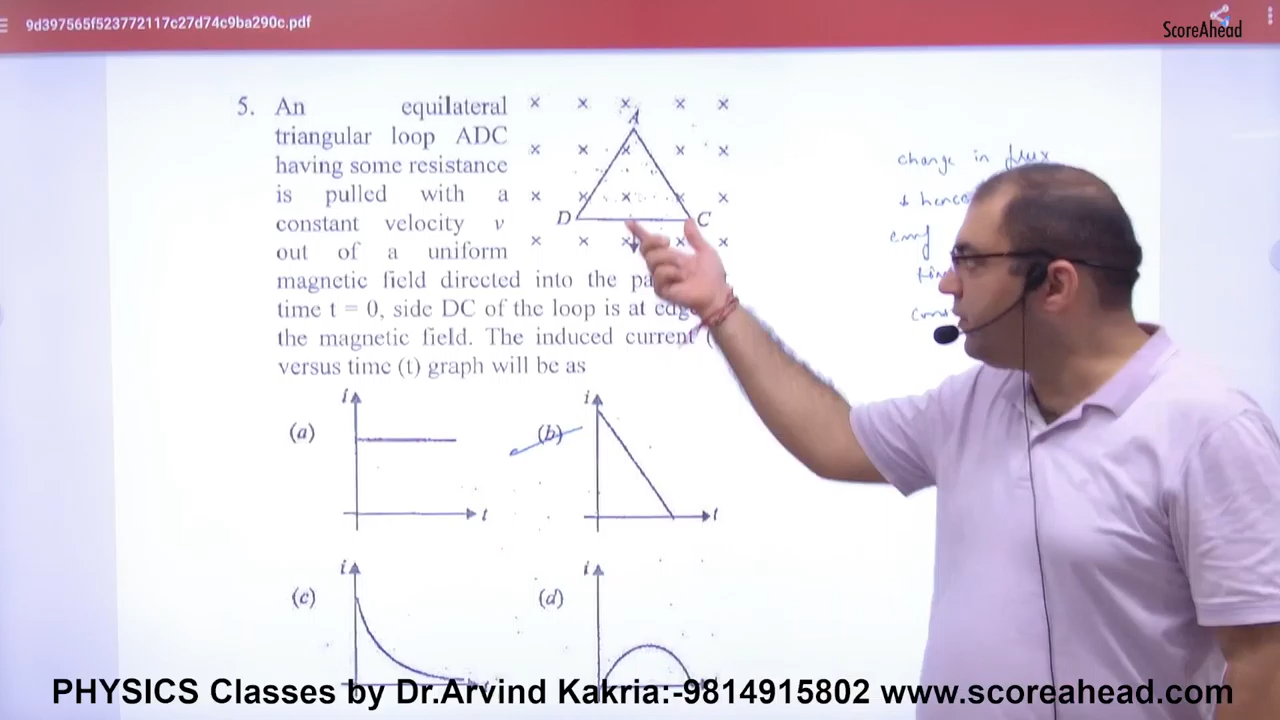 9d397565f523772117c27d74c9ba290c.pdf
ScoreAhead
5. An equilateral
triangular loop ADC
having some resistance
is pulled with a
constant velocity v
out of a uniform
magnetic field directed into the
time t = 0, side DC of the loop is at
the magnetic field. The induced current
versus time (t) graph will be as
× × × × ×
A
× × × × ×
× × × × ×
D C
× × × × ×
change in flux
emf
(a)
i
t
(b)
i
t
(c)
i
(d)
i
PHYSICS Classes by Dr.Arvind Kakria:-9814915802 www.scoreahead.com